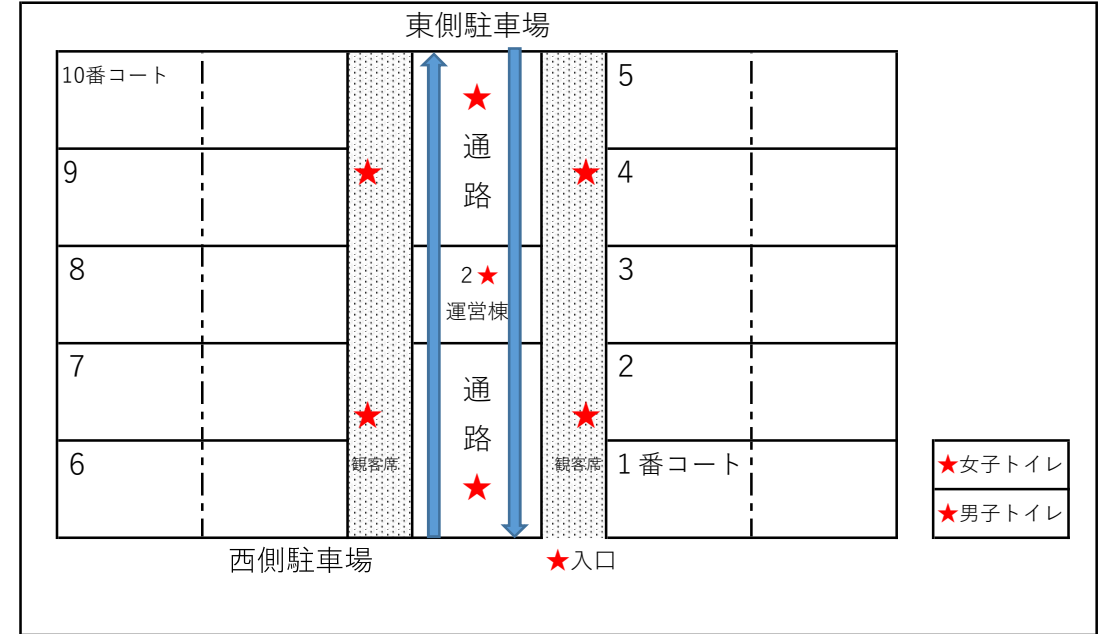 東側駐車場
10番コート
5
★
通
路
9
★
★
4
8
2★
運営棟
3
7
★
通
路
★
2
6
観客席
★
観客席
1番コート
★女子トイレ
★男子トイレ
西側駐車場
★入口